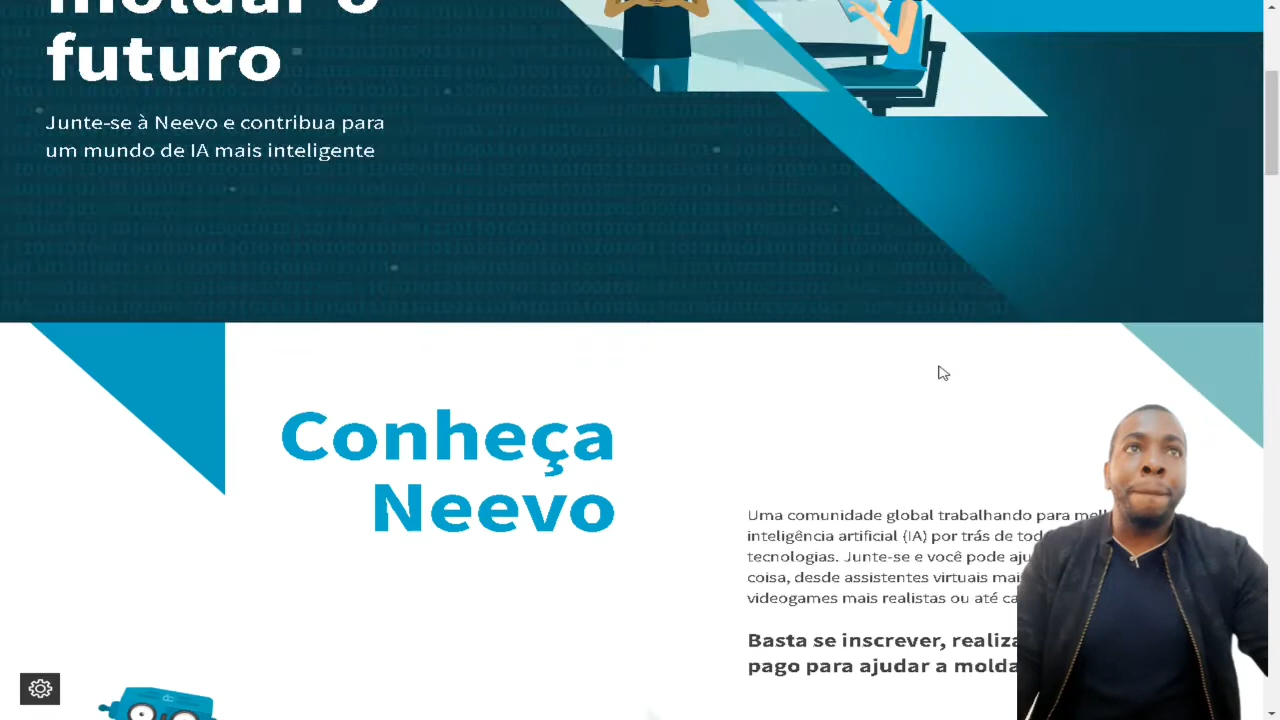 moldar o
futuro
Junte-se à Neevo e contribua para
um mundo de IA mais inteligente
Conheça
Neevo
Uma comunidade global trabalhando para
inteligência artificial (IA) por trás de
tecnologias. Junte-se e você pode
coisa, desde assistentes virtuais
videogames mais realistas ou até
Basta se inscrever,
pago para ajudar a